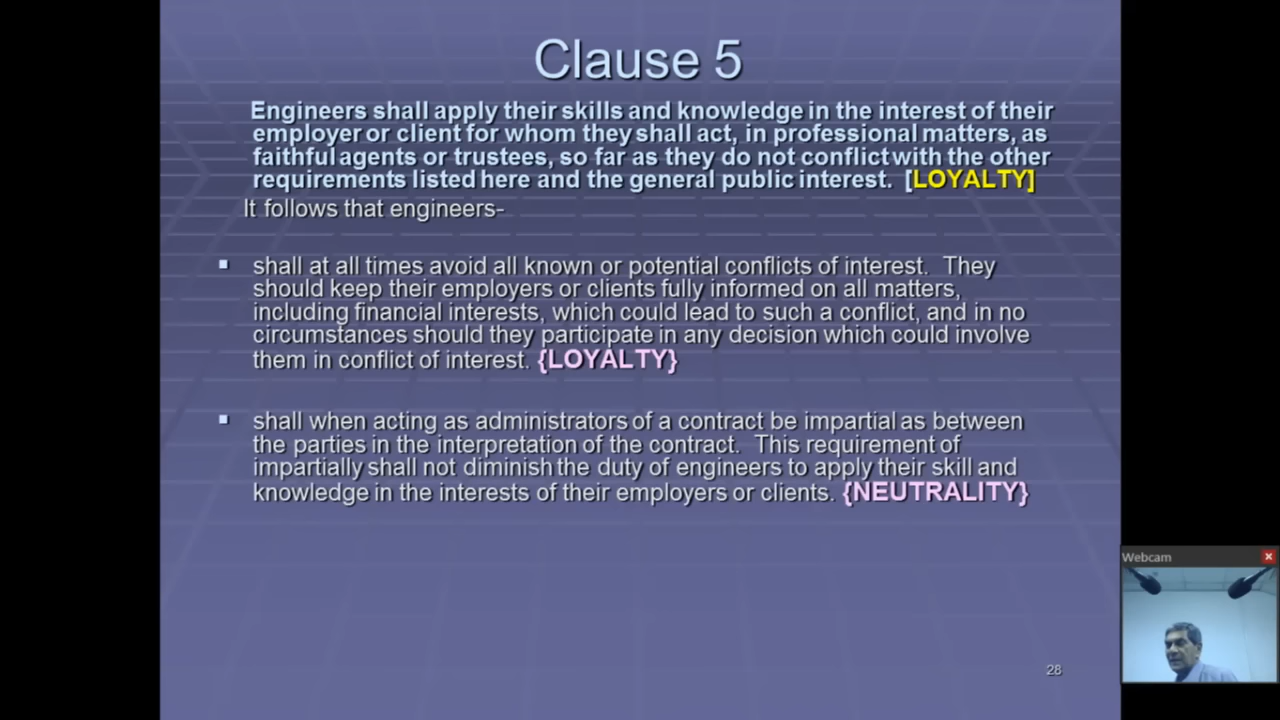 Clause 5
Engineers shall apply their skills and knowledge in the interest of their
employer or client for whom they shall act, in professional matters, as
faithful agents or trustees, so far as they do not conflict with the other
requirements listed here and the general public interest. [LOYALTY]
It follows that engineers-
shall at all times avoid all known or potential conflicts of interest. They
should keep their employers or clients fully informed on all matters,
including financial interests, which could lead to such a conflict, and in no
circumstances should they participate in any decision which could involve
them in conflict of interest. {LOYALTY}
shall when acting as administrators of a contract be impartial as between
the parties in the interpretation of the contract. This requirement of
impartially shall not diminish the duty of engineers to apply their skill and
knowledge in the interests of their employers or clients. {NEUTRALITY}
Webcam
28